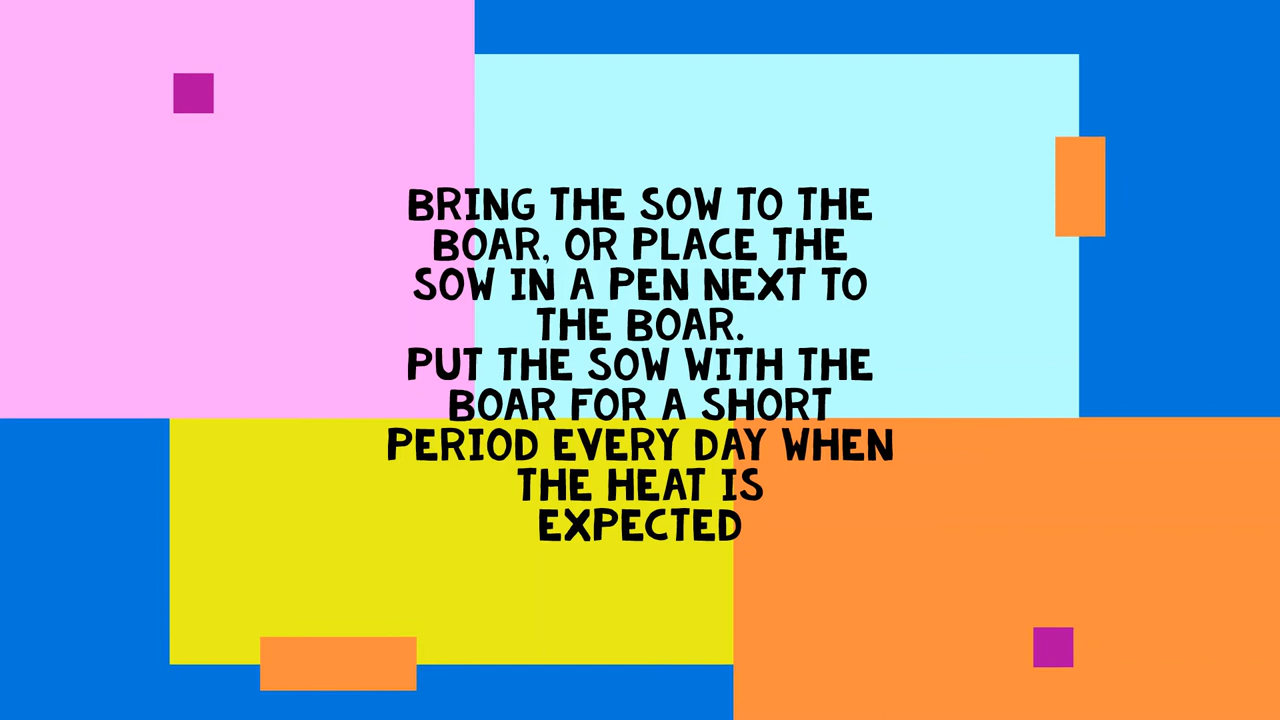 BRING THE SOW TO THE
BOAR, OR PLACE THE
SOW IN A PEN NEXT TO
THE BOAR.
PUT THE SOW WITH THE
BOAR FOR A SHORT
PERIOD EVERY DAY WHEN
THE HEAT IS
EXPECTED